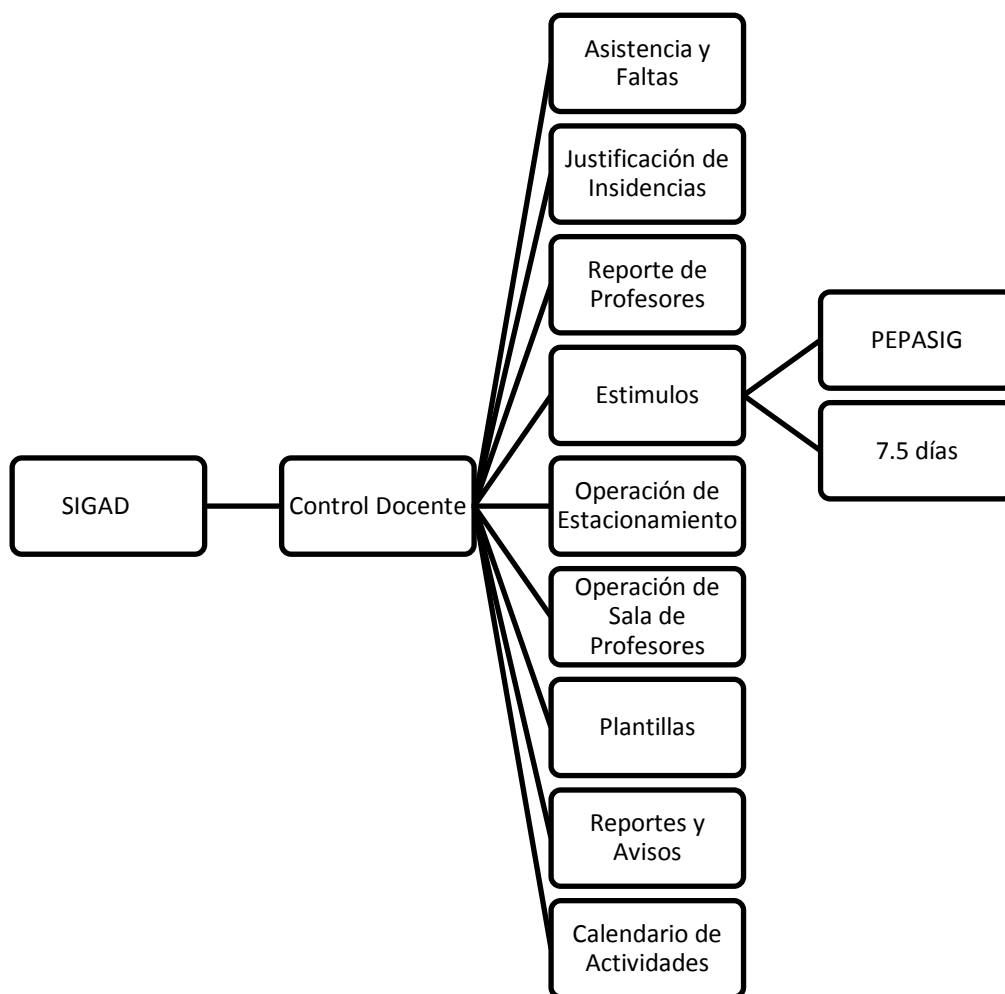 Asistencia y
Faltas
Justificación de
Insidencias
Reporte de
Profesores
PEPASIG
Estimulos
7.5 días
SIGAD
Control Docente
Operación de
Estacionamiento
Operación de
Sala de
Profesores
Plantillas
Reportes y
Avisos
Calendario de
Actividades